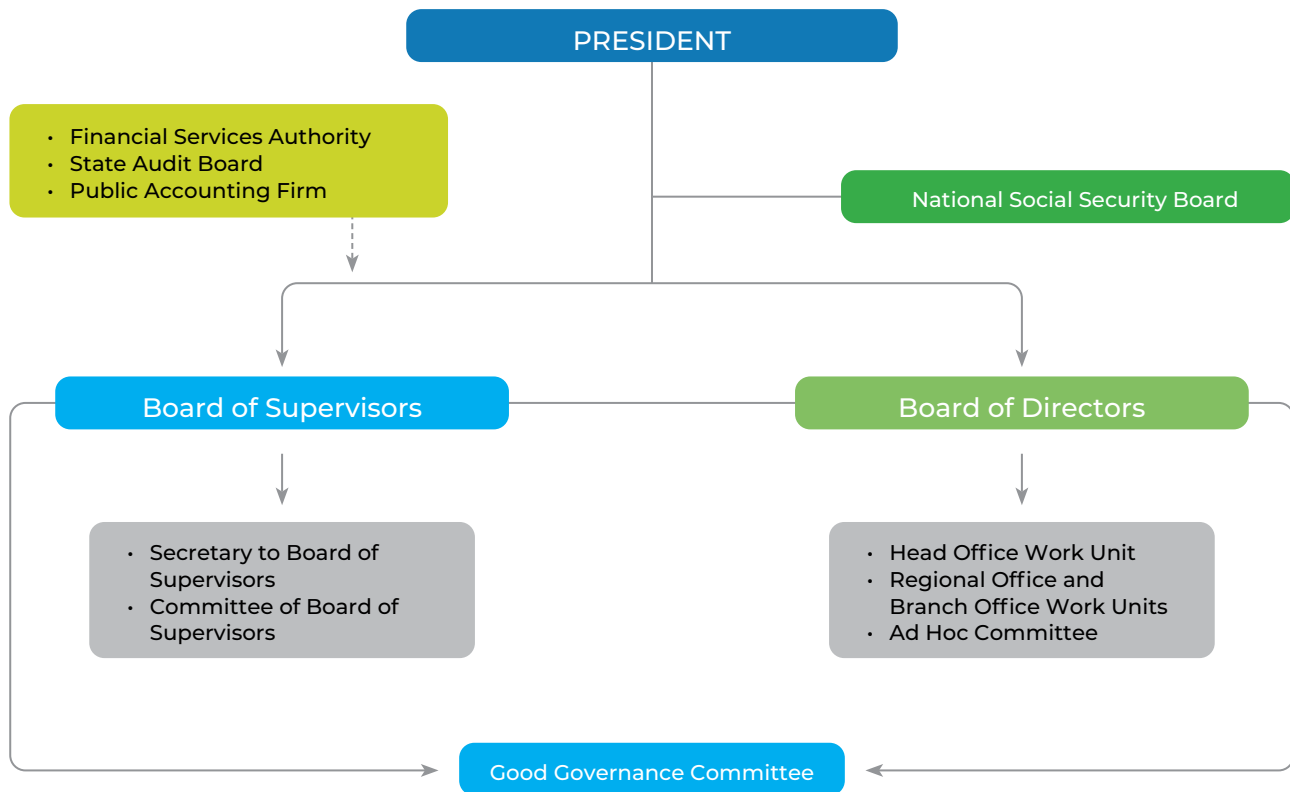 PRESIDENT
• Financial Services Authority
• State Audit Board
• Public Accounting Firm
National Social Security Board
Board of Supervisors
Board of Directors
• Secretary to Board of
Supervisors
• Committee of Board of
Supervisors
• Head Office Work Unit
• Regional Office and
Branch Office Work Units
• Ad Hoc Committee
Good Governance Committee